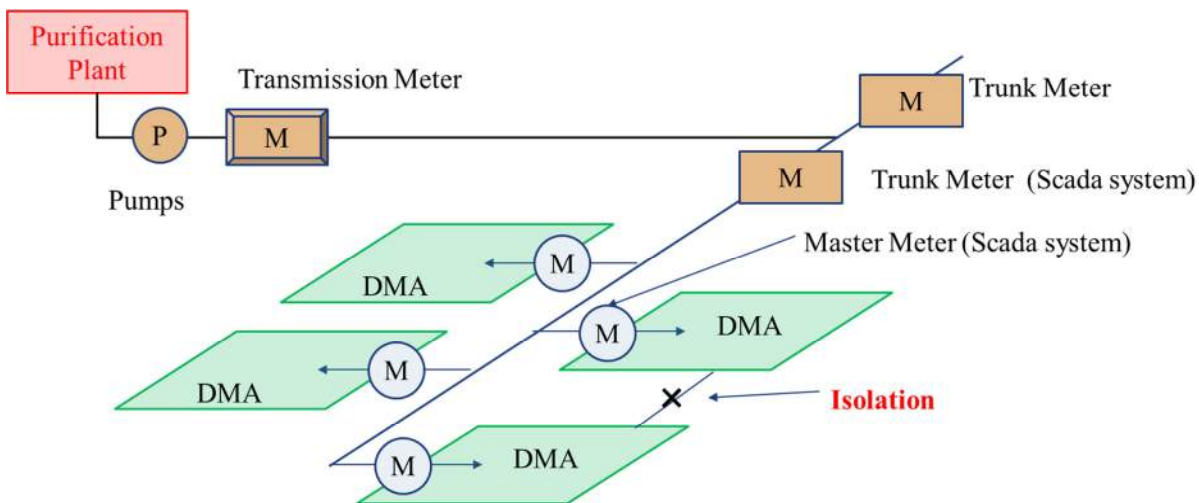 Purification
Plant
Transmission Meter
M
Trunk Meter
P
M
M
Trunk Meter (Scada system)
Pumps
Master Meter (Scada system)
M
DMA
M
DMA
M
DMA
Isolation
M
DMA